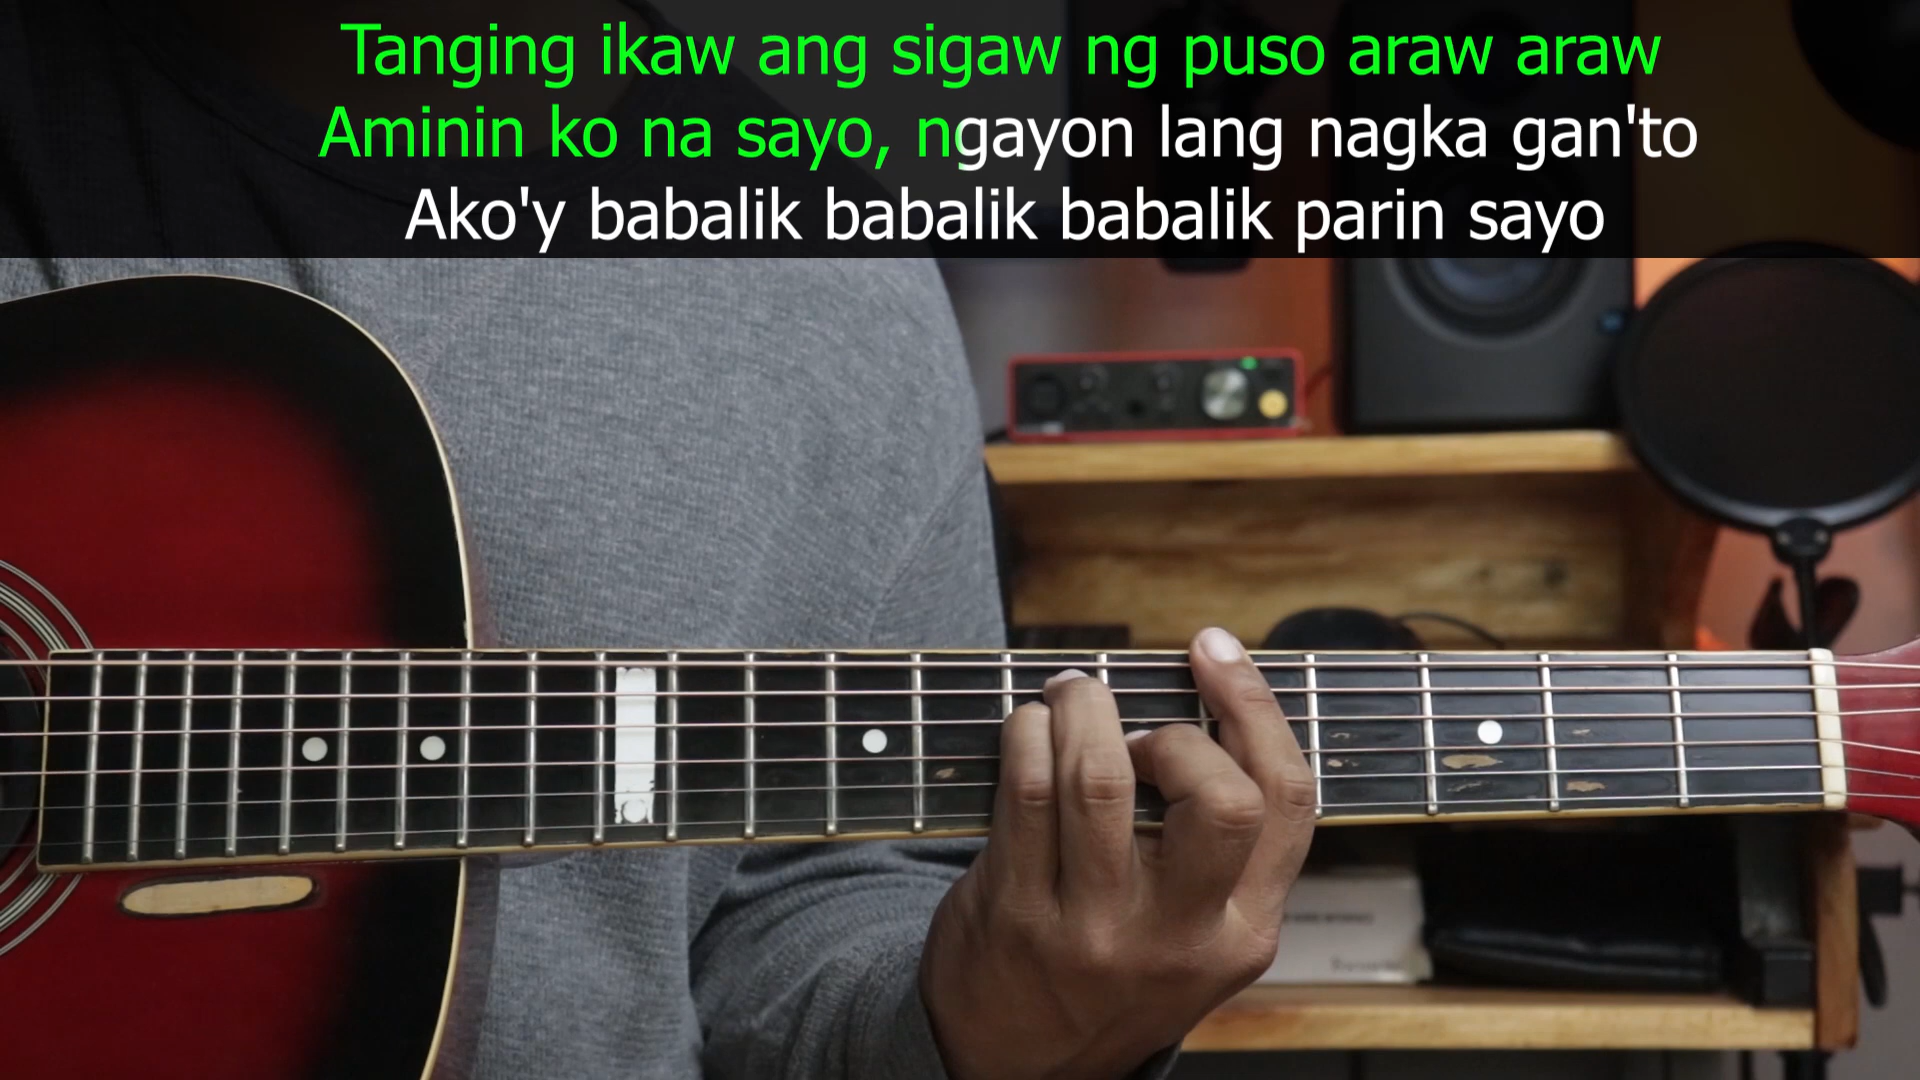 Tanging ikaw ang sigaw ng puso araw araw
Aminin ko na sayo, ngayon lang nagka gan'to
Ako'y babalik babalik babalik parin sayo